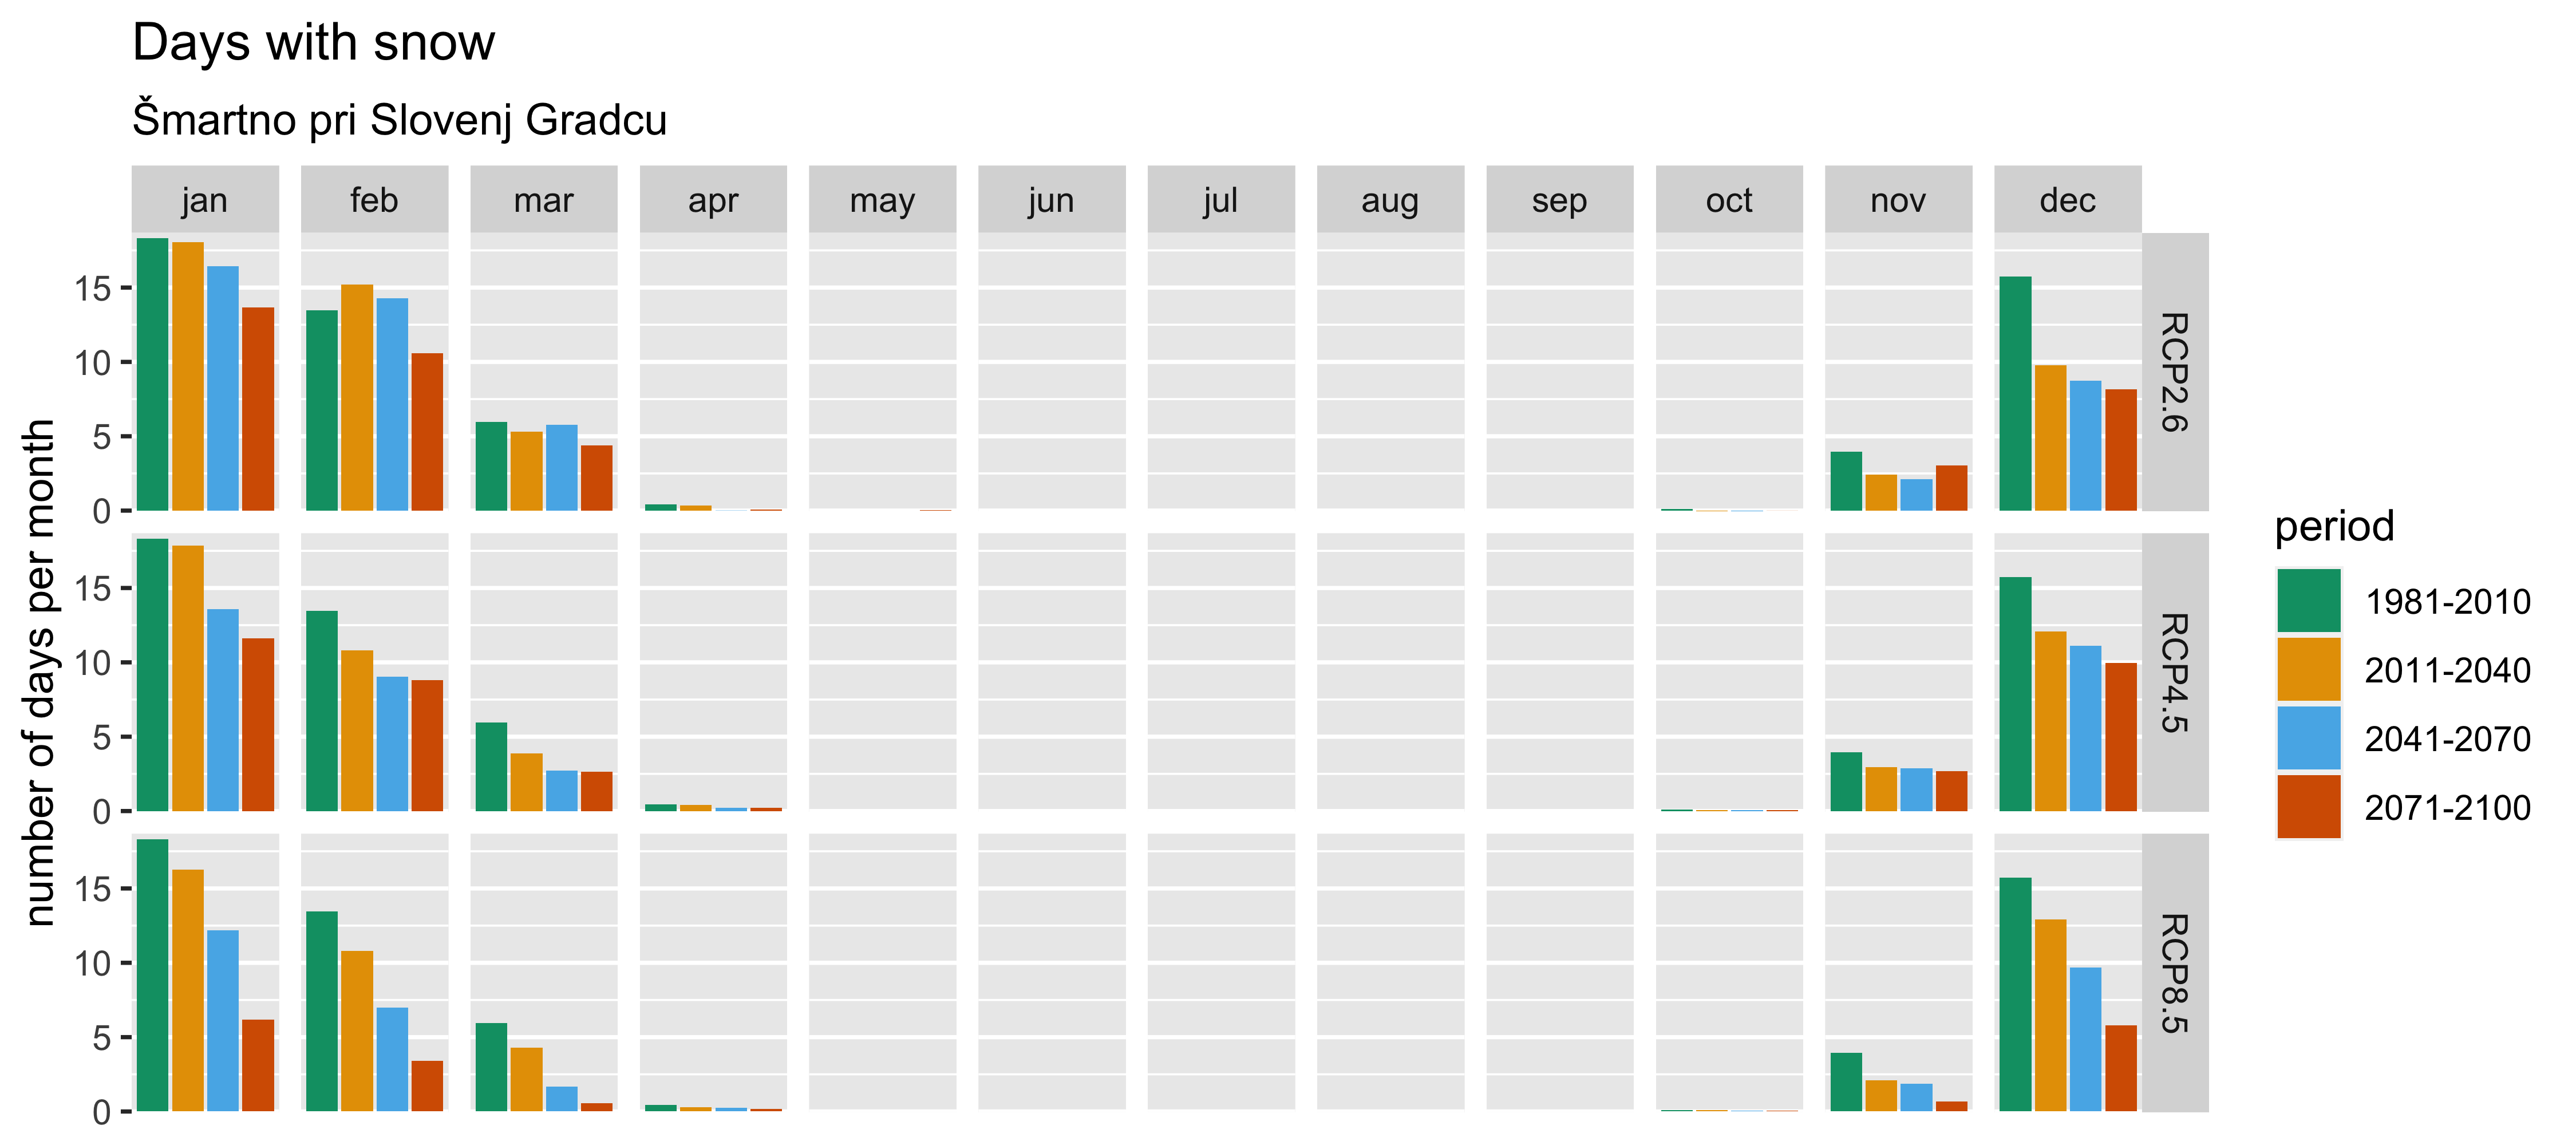 Days with snow
Šmartno pri Slovenj Gradcu
jan feb mar apr may jun jul aug sep oct nov dec
number of days per month
15
10
5
0
RCP2.6
15
10
5
0
RCP4.5
15
10
5
0
RCP8.5
period
1981-2010
2011-2040
2041-2070
2071-2100